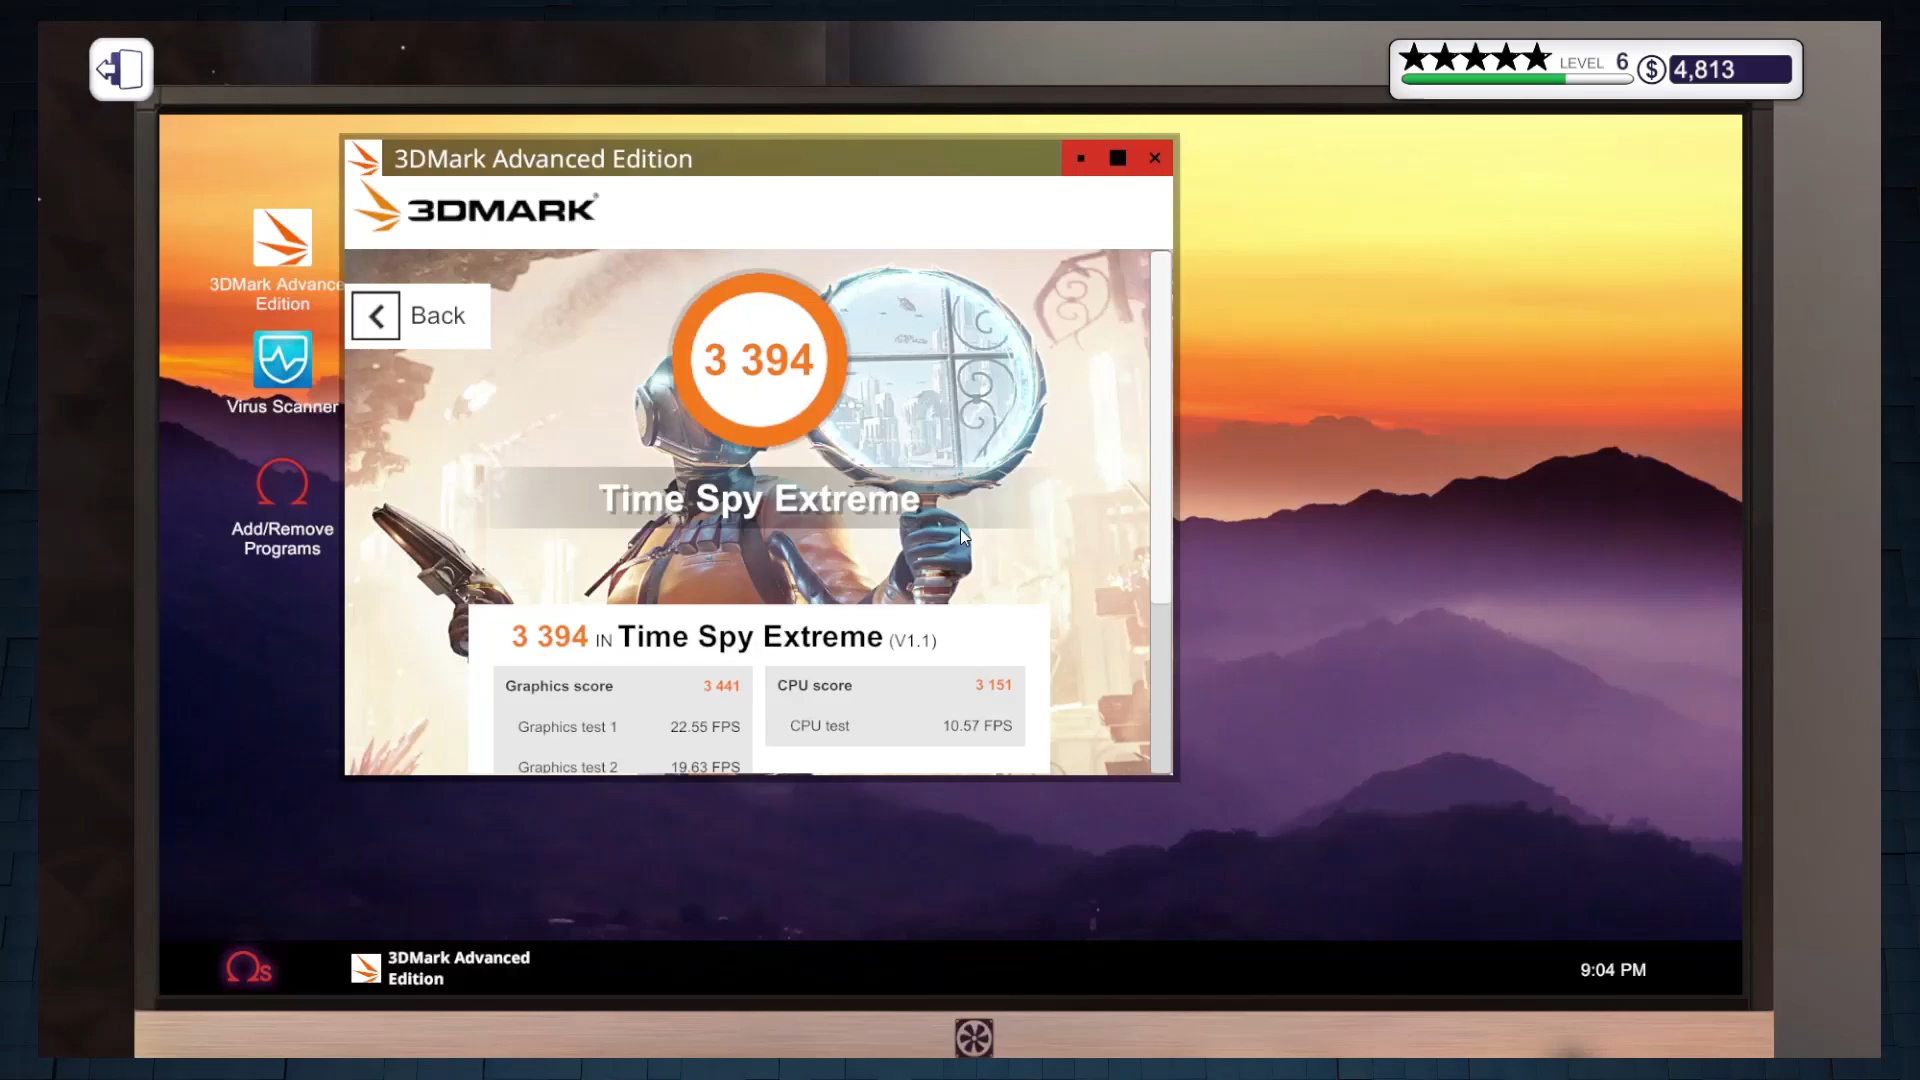 LEVEL 6
$ 4,813
3DMark Advanced Edition
3DMARK
3DMark Advance
Edition
Back
3 394
Virus Scanner
Time Spy Extreme
Add/Remove
Programs
3 394 IN Time Spy Extreme (V1.1)
Graphics score 3 441
CPU score 3 151
Graphics test 1 22.55 FPS
CPU test 10.57 FPS
Graphics test 2 19.63 FPS
Ωs
3DMark Advanced
Edition
9:04 PM